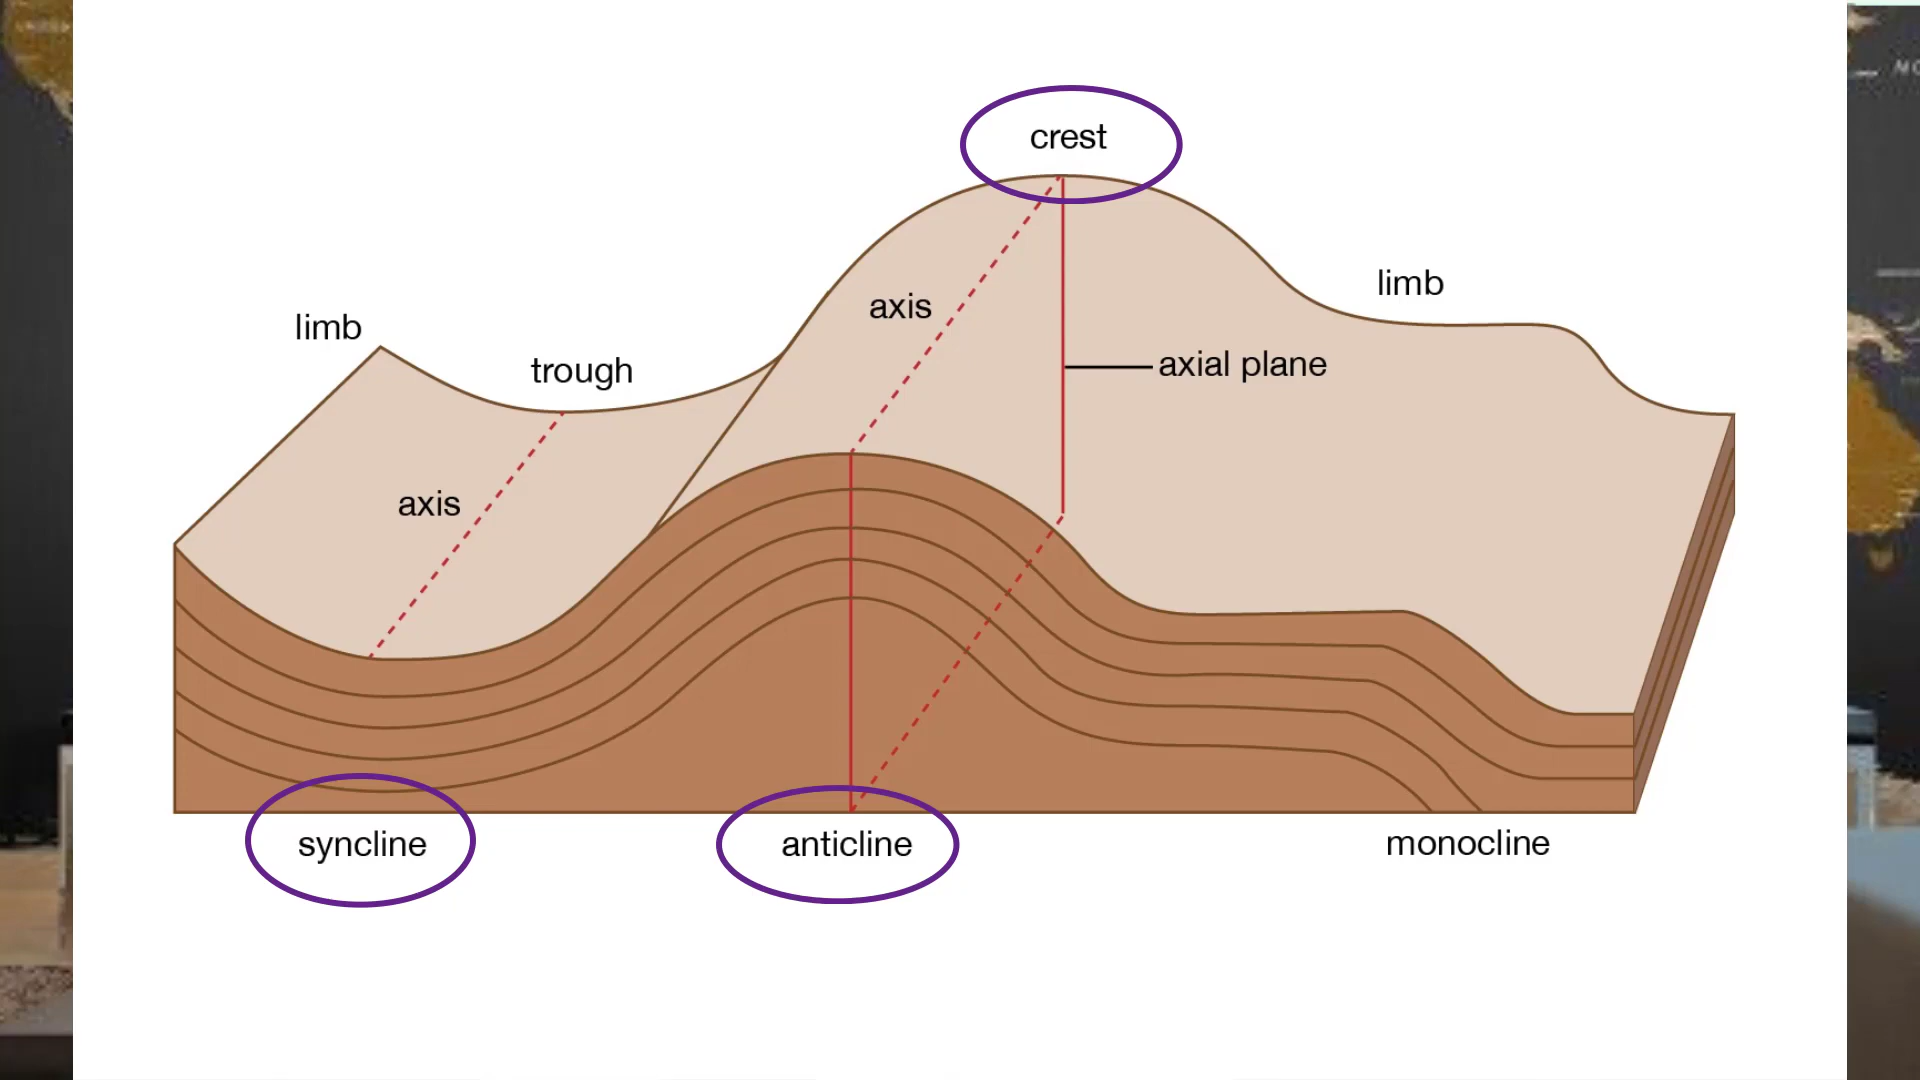 crest
limb
axis
limb
axial plane
trough
axis
syncline
anticline
monocline